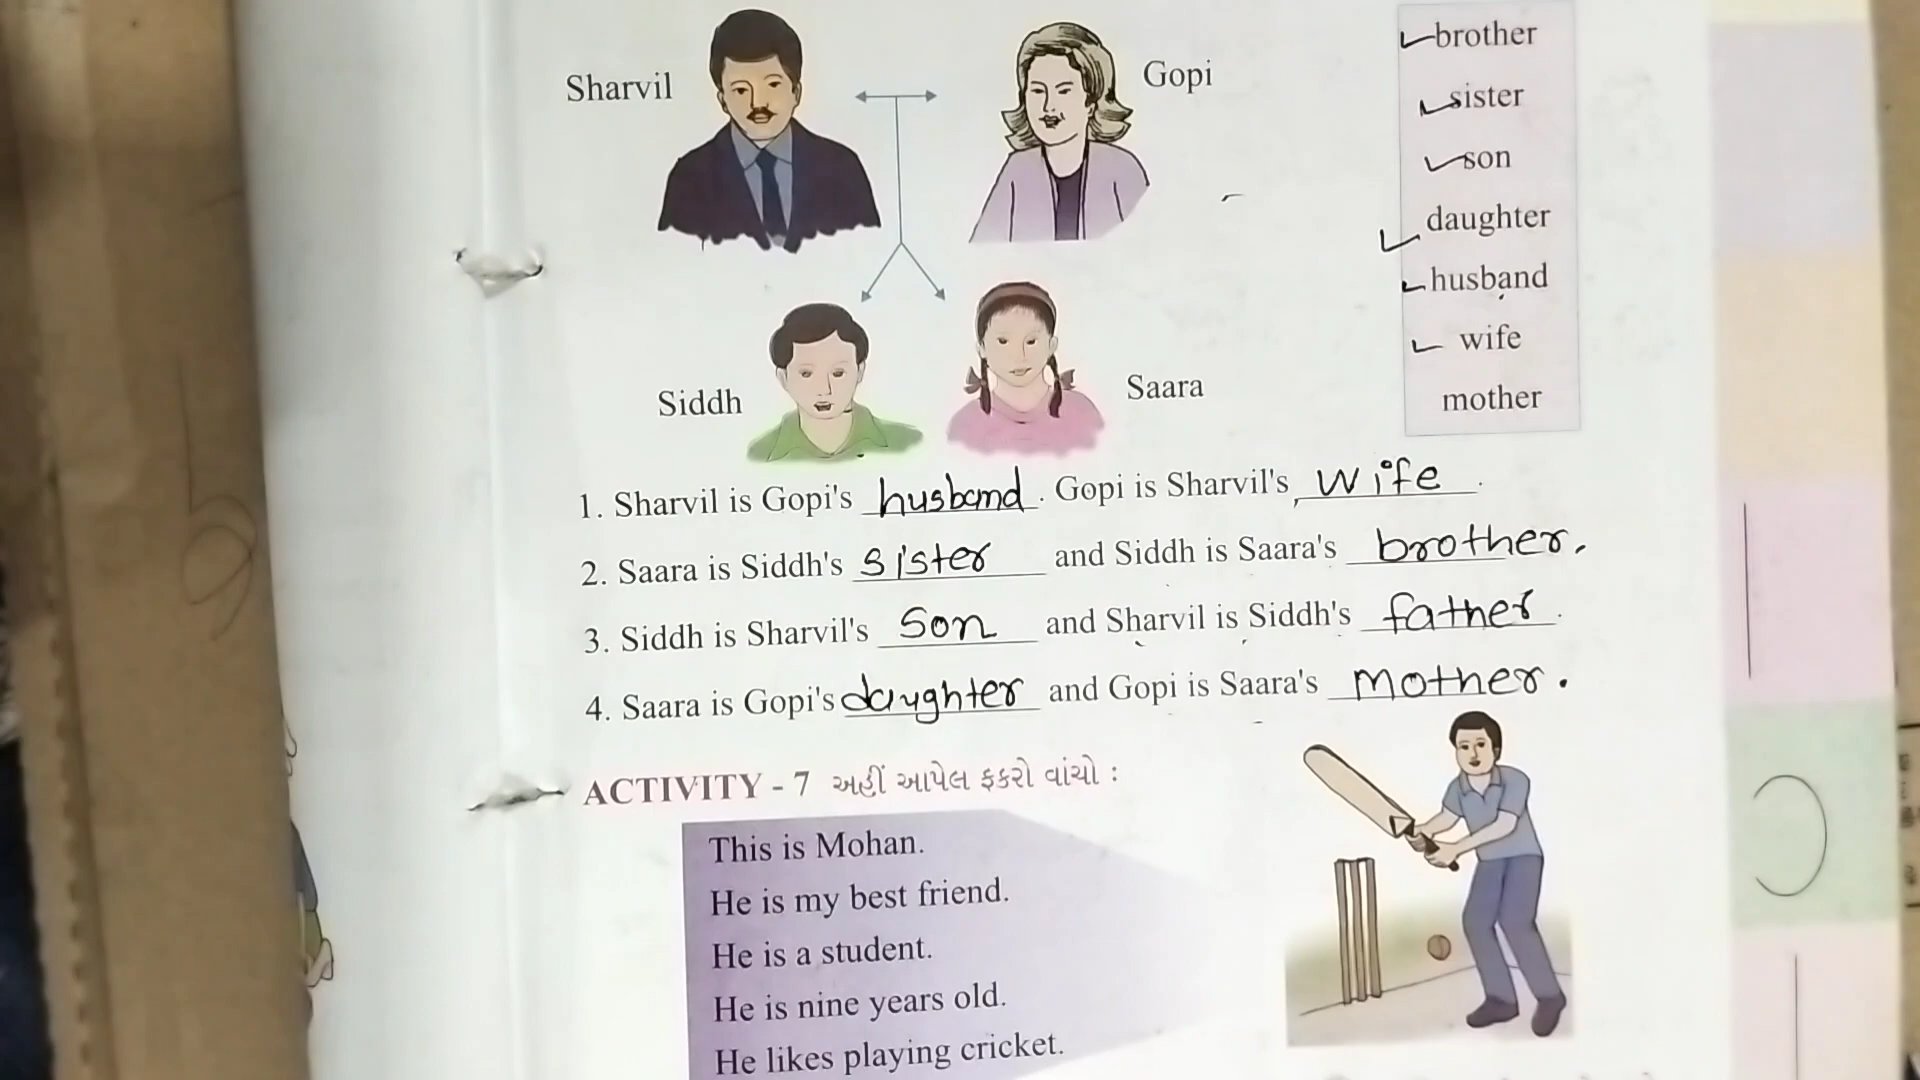 Sharvil
Gopi
brother
sister
son
daughter
husband
wife
mother
Siddh
Saara
1. Sharvil is Gopi's husband. Gopi is Sharvil's, wife.
2. Saara is Siddh's sister and Siddh is Saara's brother.
3. Siddh is Sharvil's son and Sharvil is Siddh's father.
4. Saara is Gopi's daughter and Gopi is Saara's Mother.
ACTIVITY - 7 અહીં આપેલ ફકરો વાંચો :
This is Mohan.
He is my best friend.
He is a student.
He is nine years old.
He likes playing cricket.